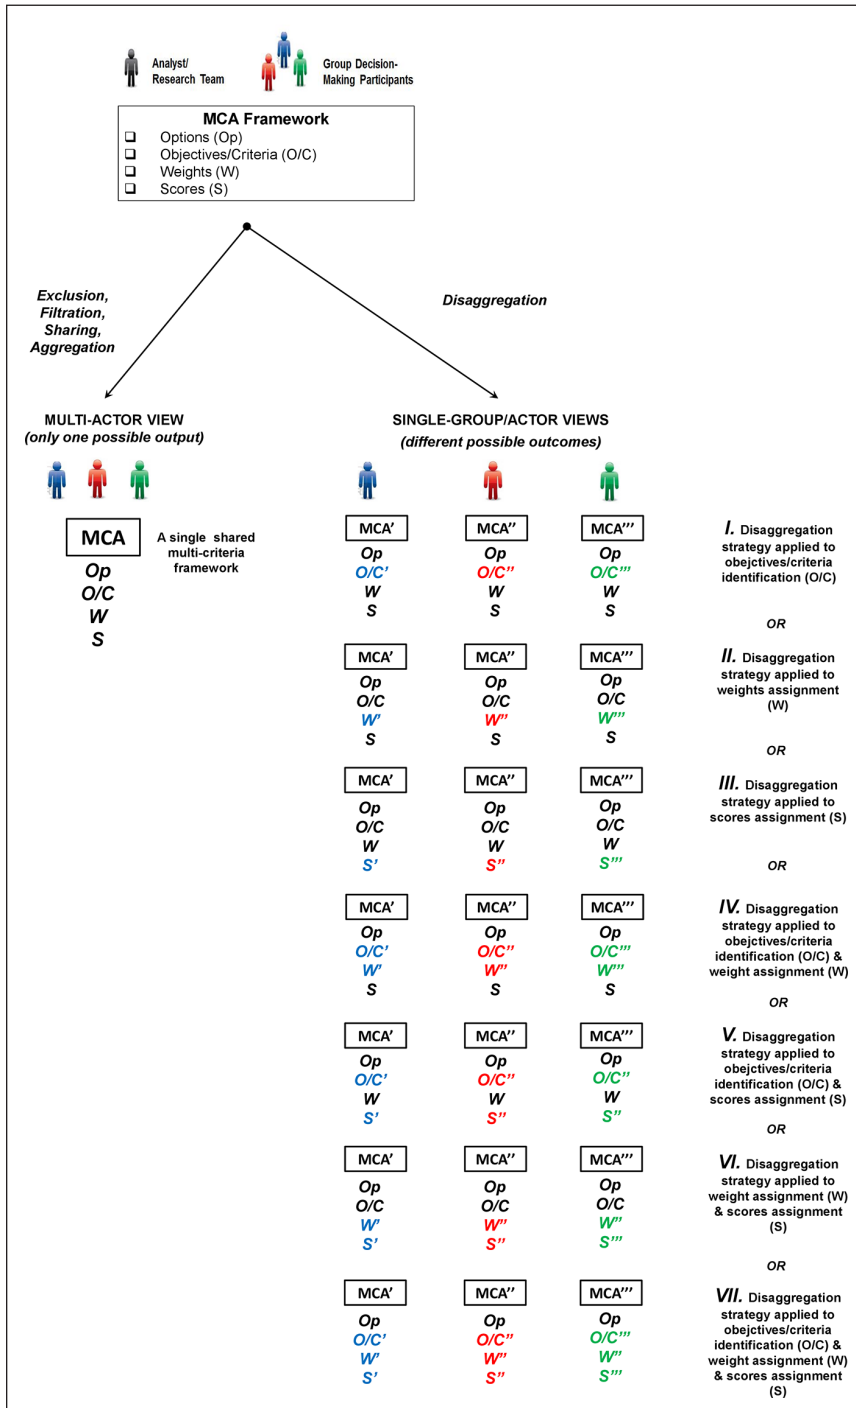 Analyst/
Research Team
Group Decision-
Making Participants
MCA Framework
❑ Options (Op)
❑ Objectives/Criteria (O/C)
❑ Weights (W)
❑ Scores (S)
Exclusion,
Filtration,
Sharing,
Aggregation
Disaggregation
MULTI-ACTOR VIEW
(only one possible output)
SINGLE-GROUP/ACTOR VIEWS
(different possible outcomes)
MCA
A single shared
multi-criteria
framework
Op
O/C
W
S
MCA' MCA'' MCA'''
Op Op Op
O/C' O/C'' O/C'''
W W W
S S S
I. Disaggregation
strategy applied to
obejctives/criteria
identification (O/C)
OR
MCA' MCA'' MCA'''
Op Op Op
O/C O/C O/C
W' W'' W'''
S S S
II. Disaggregation
strategy applied to
weights assignment
(W)
OR
MCA' MCA'' MCA'''
Op Op Op
O/C O/C O/C
W W W
S' S'' S'''
III. Disaggregation
strategy applied to
scores assignment (S)
OR
MCA' MCA'' MCA'''
Op Op Op
O/C' O/C'' O/C'''
W' W'' W'''
S S S
IV. Disaggregation
strategy applied to
obejctives/criteria
identification (O/C) &
weight assignment (W)
OR
MCA' MCA'' MCA'''
Op Op Op
O/C' O/C'' O/C''
W W W
S' S'' S''
V. Disaggregation
strategy applied to
obejctives/criteria
identification (O/C) &
scores assignment (S)
OR
MCA' MCA'' MCA'''
Op Op Op
O/C O/C O/C
W' W'' W''
S' S'' S'''
VI. Disaggregation
strategy applied to
weight assignment (W)
& scores assignment
(S)
OR
MCA' MCA'' MCA'''
Op Op Op
O/C' O/C'' O/C'''
W' W'' W''
S' S'' S'''
VII. Disaggregation
strategy applied to
obejctives/criteria
identification (O/C) &
weight assignment (W)
& scores assignment
(S)